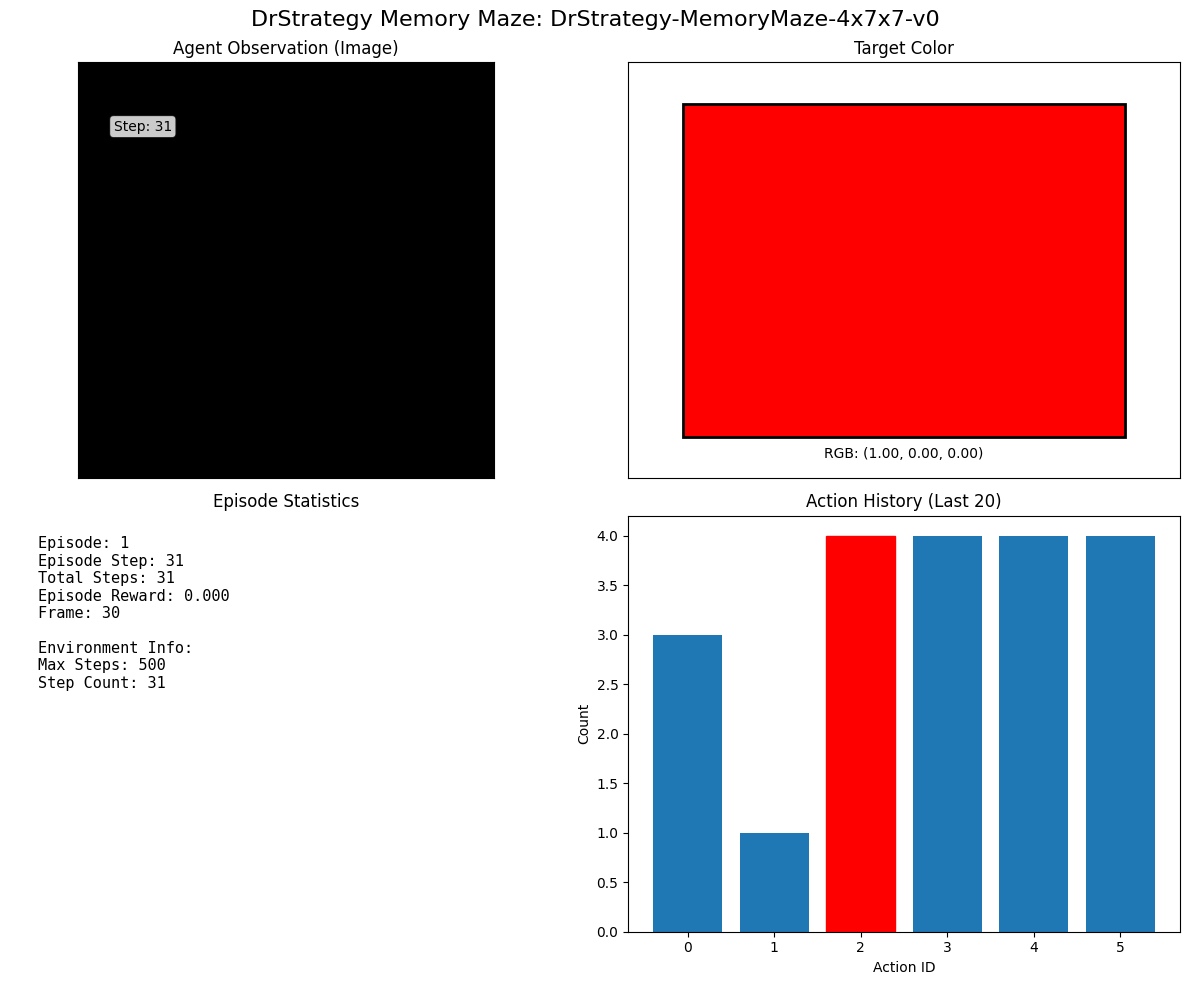 DrStrategy Memory Maze: DrStrategy-MemoryMaze-4x7x7-v0
Agent Observation (Image)
Step: 31
Target Color
RGB: (1.00, 0.00, 0.00)
Episode Statistics
Episode: 1
Episode Step: 31
Total Steps: 31
Episode Reward: 0.000
Frame: 30
Environment Info:
Max Steps: 500
Step Count: 31
Action History (Last 20)
Count
4.0
3.5
3.0
2.5
2.0
1.5
1.0
0.5
0.0
0 1 2 3 4 5
Action ID